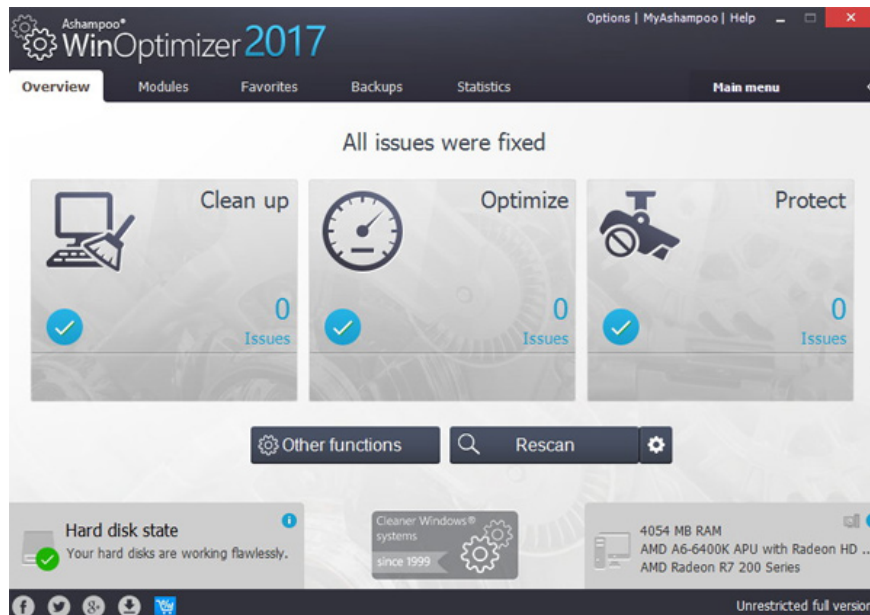 Ashampoo®
WinOptimizer 2017
Options | MyAshampoo | Help
Overview
Modules
Favorites
Backups
Statistics
Main menu
All issues were fixed
Clean up
0
Issues
Optimize
0
Issues
Protect
0
Issues
Other functions
Rescan
Hard disk state
Your hard disks are working flawlessly.
Cleaner Windows®
systems
since 1999
4054 MB RAM
AMD A6-6400K APU with Radeon HD ...
AMD Radeon R7 200 Series
Unrestricted full version